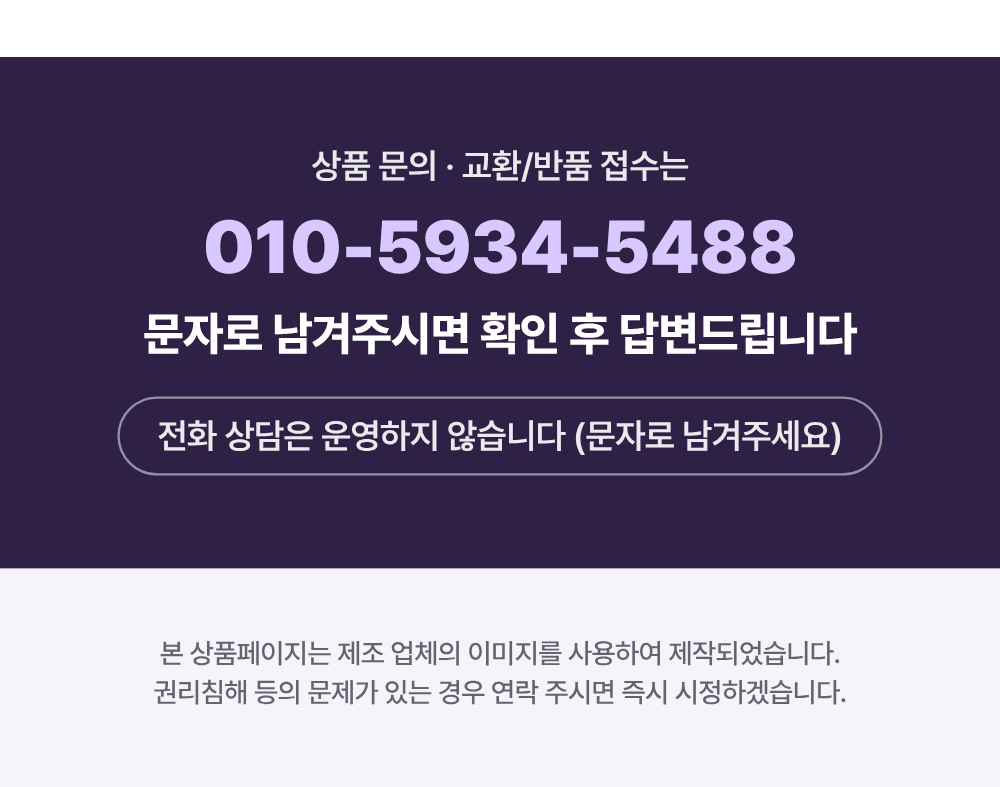 상품 문의 · 교환/반품 접수는
010-5934-5488
문자로 남겨주시면 확인 후 답변드립니다
전화 상담은 운영하지 않습니다 (문자로 남겨주세요)
본 상품페이지는 제조 업체의 이미지를 사용하여 제작되었습니다.
권리침해 등의 문제가 있는 경우 연락 주시면 즉시 시정하겠습니다.